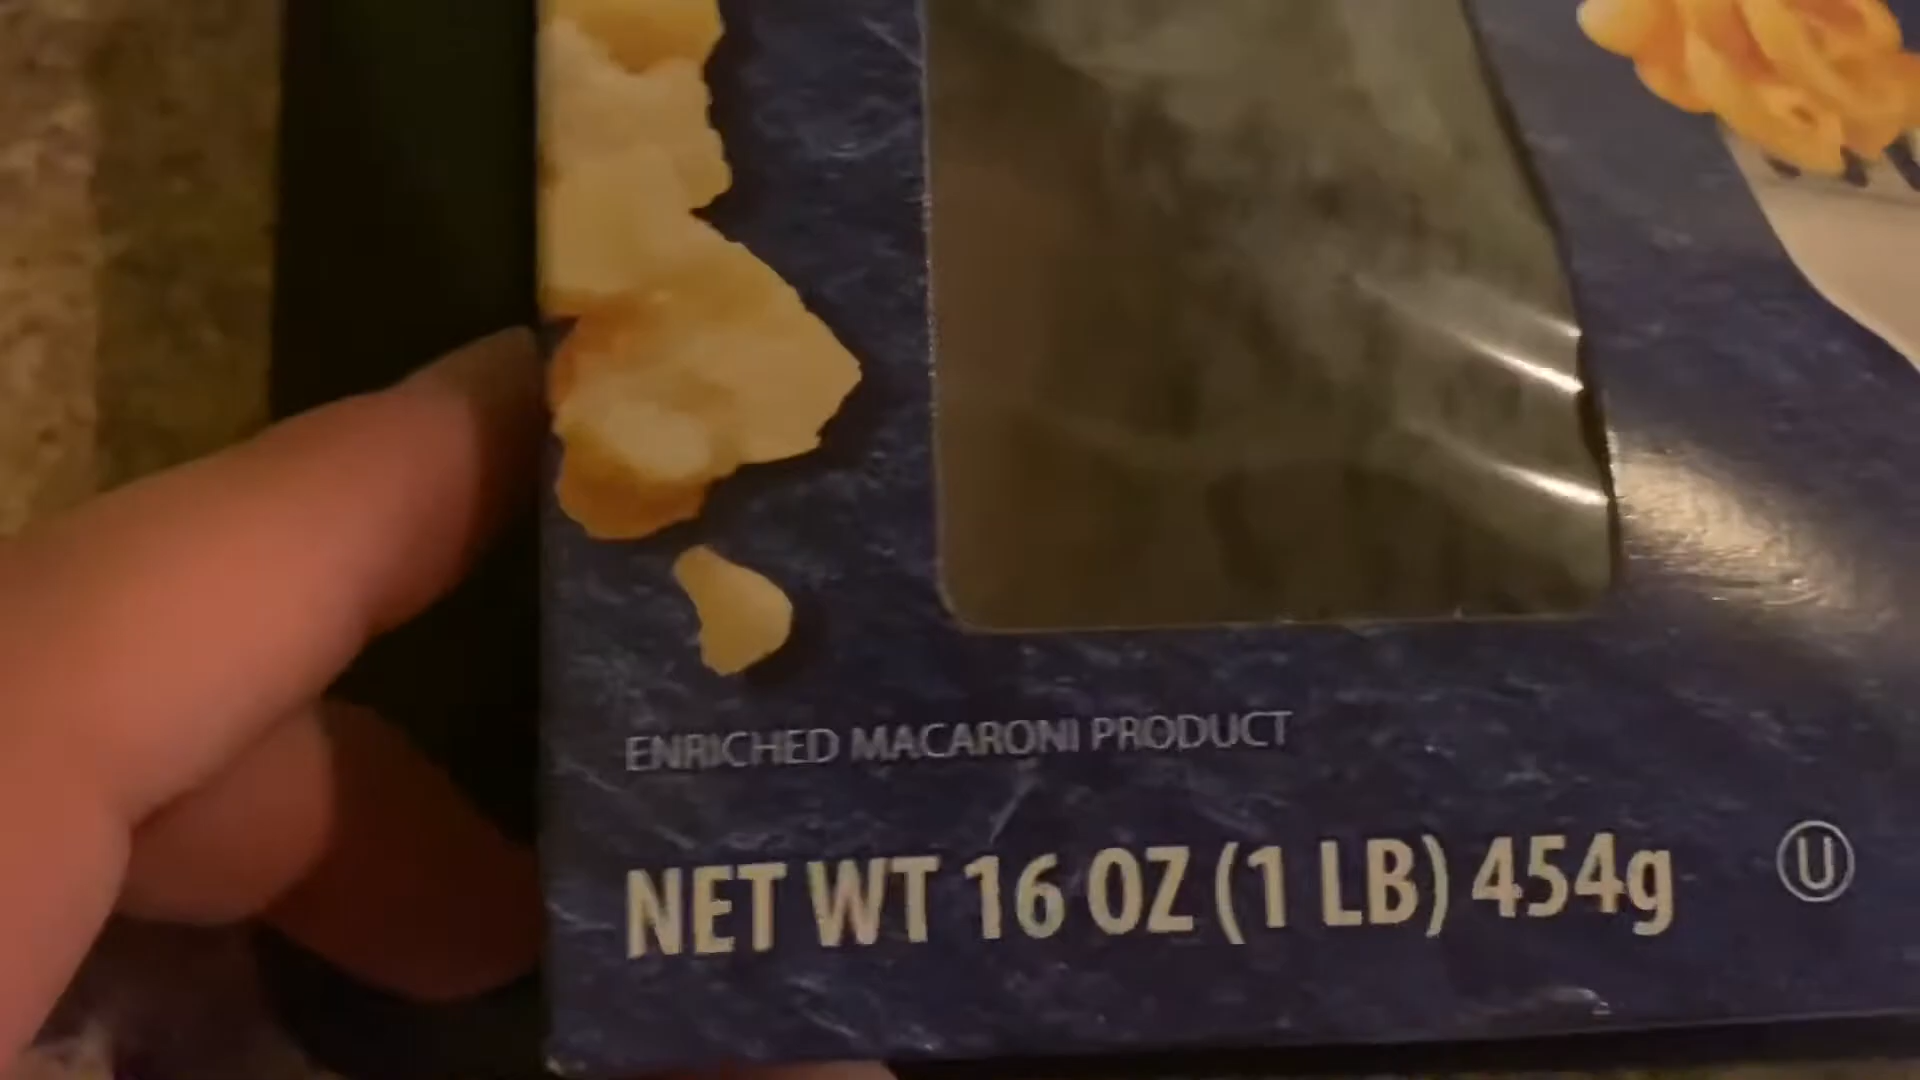 ENRICHED MACARONI PRODUCT
NET WT 16 OZ (1 LB) 454g
U